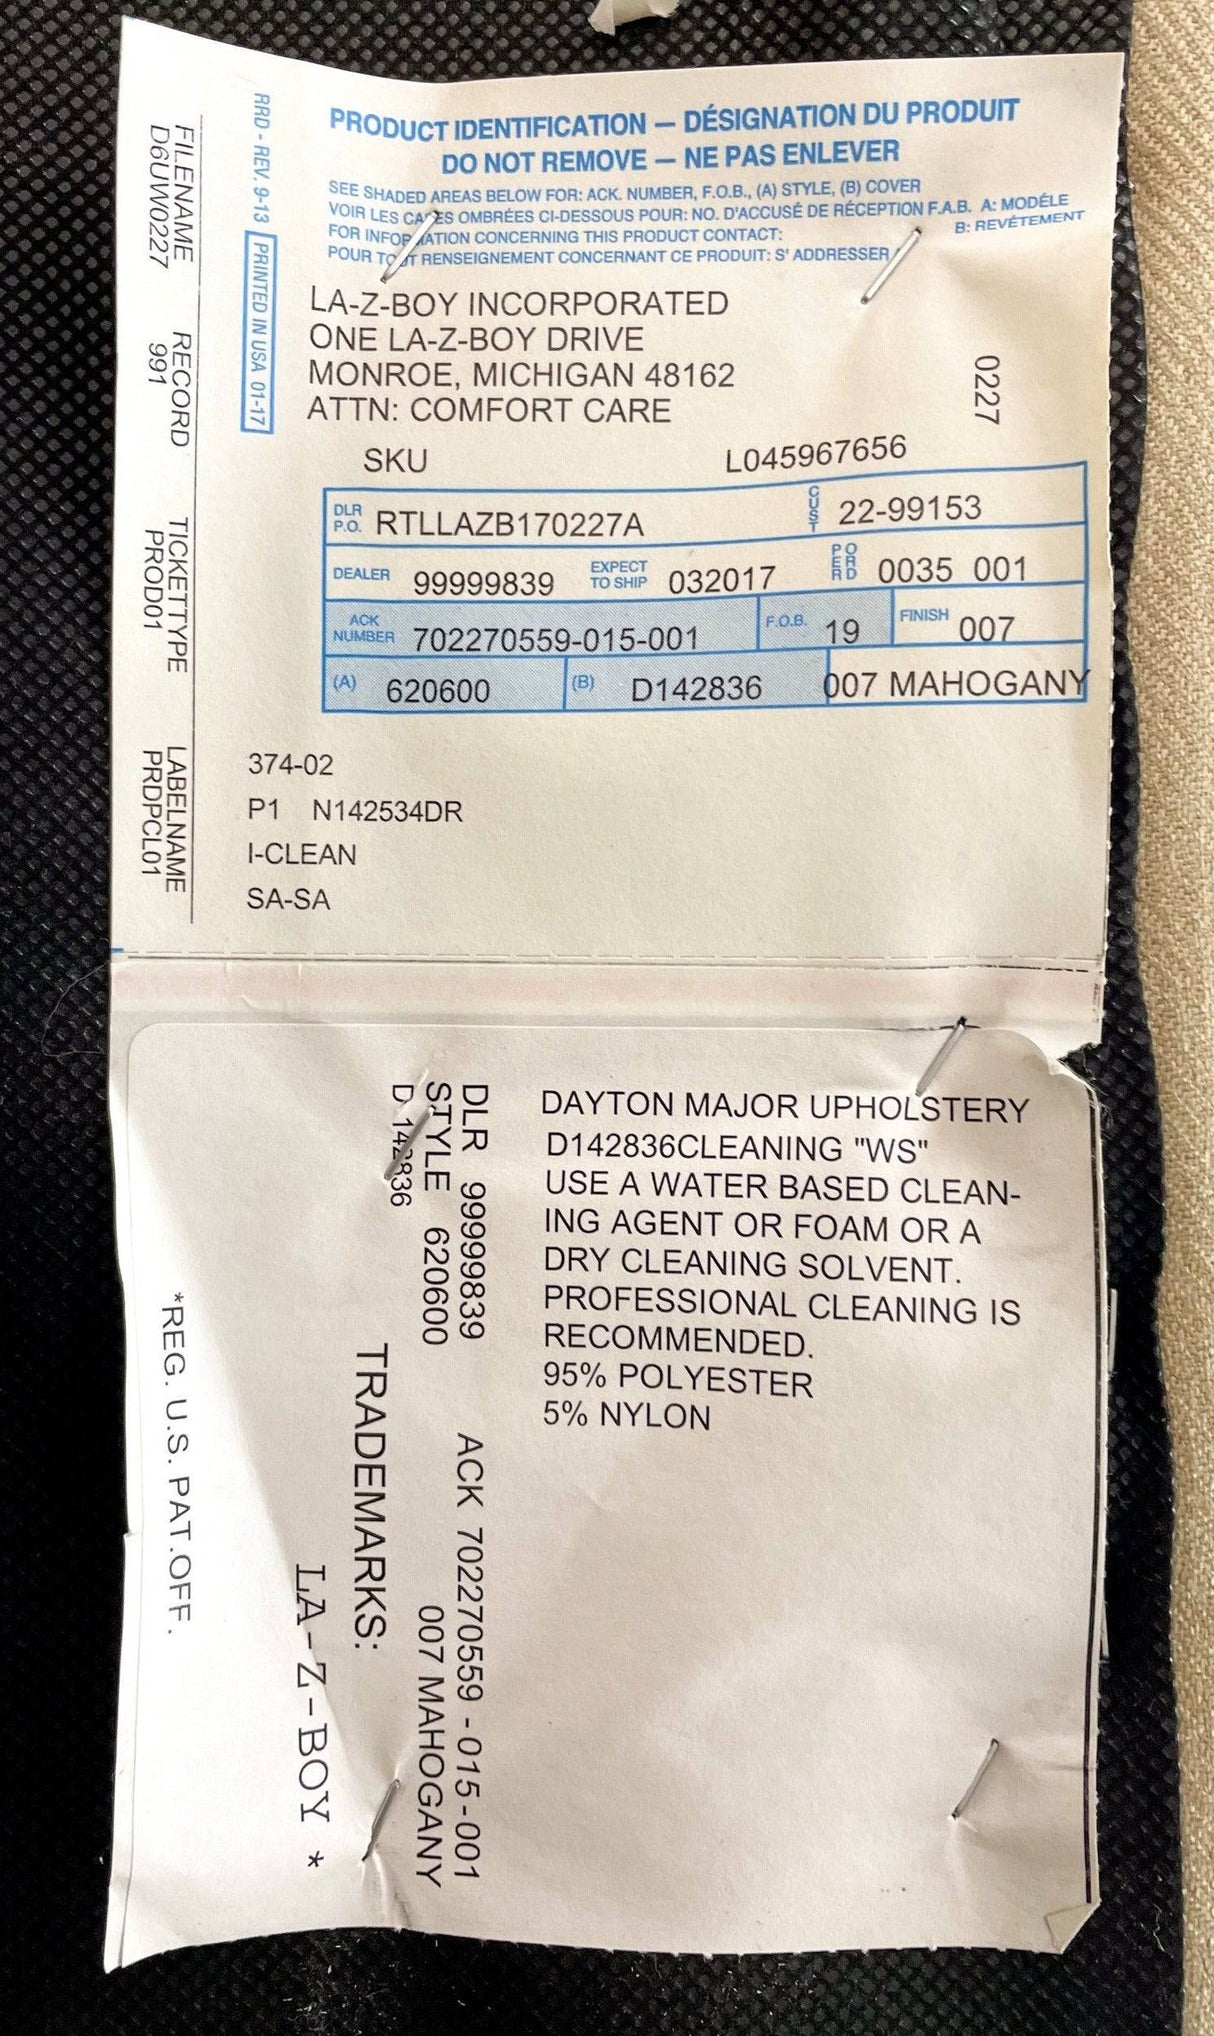 PRODUCT IDENTIFICATION — DÉSIGNATION DU PRODUIT
DO NOT REMOVE — NE PAS ENLEVER
SEE SHADED AREAS BELOW FOR: ACK. NUMBER, F.O.B., (A) STYLE, (B) COVER
VOIR LES CASES OMBRÉES CI-DESSOUS POUR: NO. D'ACCUSÉ DE RÉCEPTION F.A.B. A: MODÉLE
B: REVÉTEMENT
FOR INFORMATION CONCERNING THIS PRODUCT CONTACT:
POUR TOUT RENSEIGNEMENT CONCERNANT CE PRODUIT: S' ADDRESSER
LA-Z-BOY INCORPORATED
ONE LA-Z-BOY DRIVE
MONROE, MICHIGAN 48162
ATTN: COMFORT CARE
0227
SKU L045967656
DLR P.O. RTLLAZB170227A CUST 22-99153
DEALER 99999839 EXPECT TO SHIP 032017 PER ORD 0035 001
ACK NUMBER 702270559-015-001 F.O.B. 19 FINISH 007
(A) 620600 (B) D142836 007 MAHOGANY
374-02
P1 N142534DR
I-CLEAN
SA-SA
RRD - REV. 9-13 PRINTED IN USA 01-17
FILENAME RECORD TICKETTYPE LABELNAME
D6UW0227 991 PROD01 PRDPCL01
DAYTON MAJOR UPHOLSTERY
D142836CLEANING "WS"
USE A WATER BASED CLEAN-
ING AGENT OR FOAM OR A
DRY CLEANING SOLVENT.
PROFESSIONAL CLEANING IS
RECOMMENDED.
95% POLYESTER
5% NYLON
DLR 99999839 ACK 702270559 -015-001
STYLE 620600 007 MAHOGANY
D 142836
TRADEMARKS:
LA-Z-BOY *
*REG. U.S. PAT.OFF.